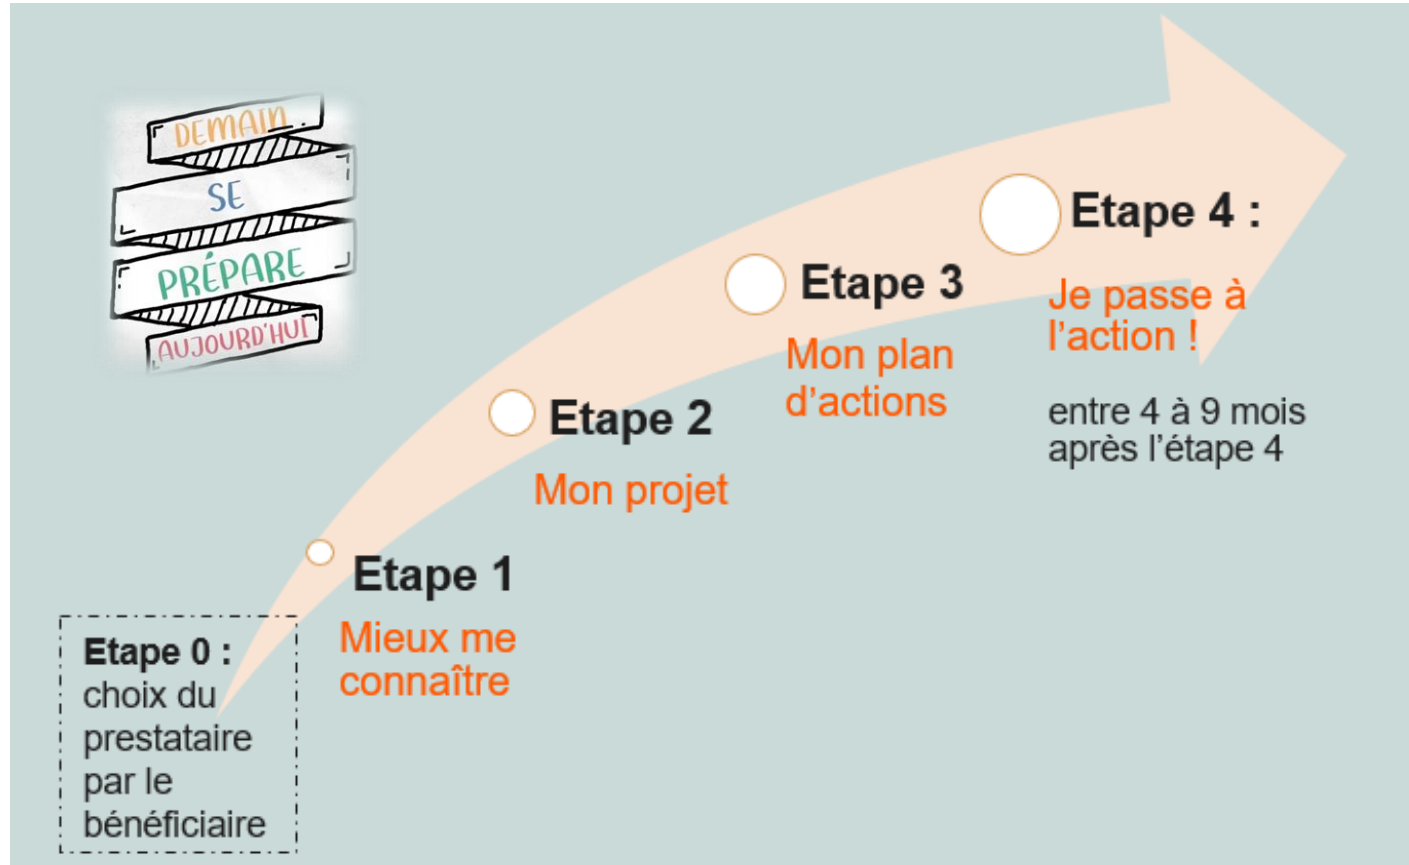 DEMAIN
SE
PRÉPARE
AUJOURD'HUI
Etape 0 :
choix du
prestataire
par le
bénéficiaire
Etape 1
Mieux me
connaître
Etape 2
Mon projet
Etape 3
Mon plan
d’actions
Etape 4 :
Je passe à
l’action !
entre 4 à 9 mois
après l’étape 4